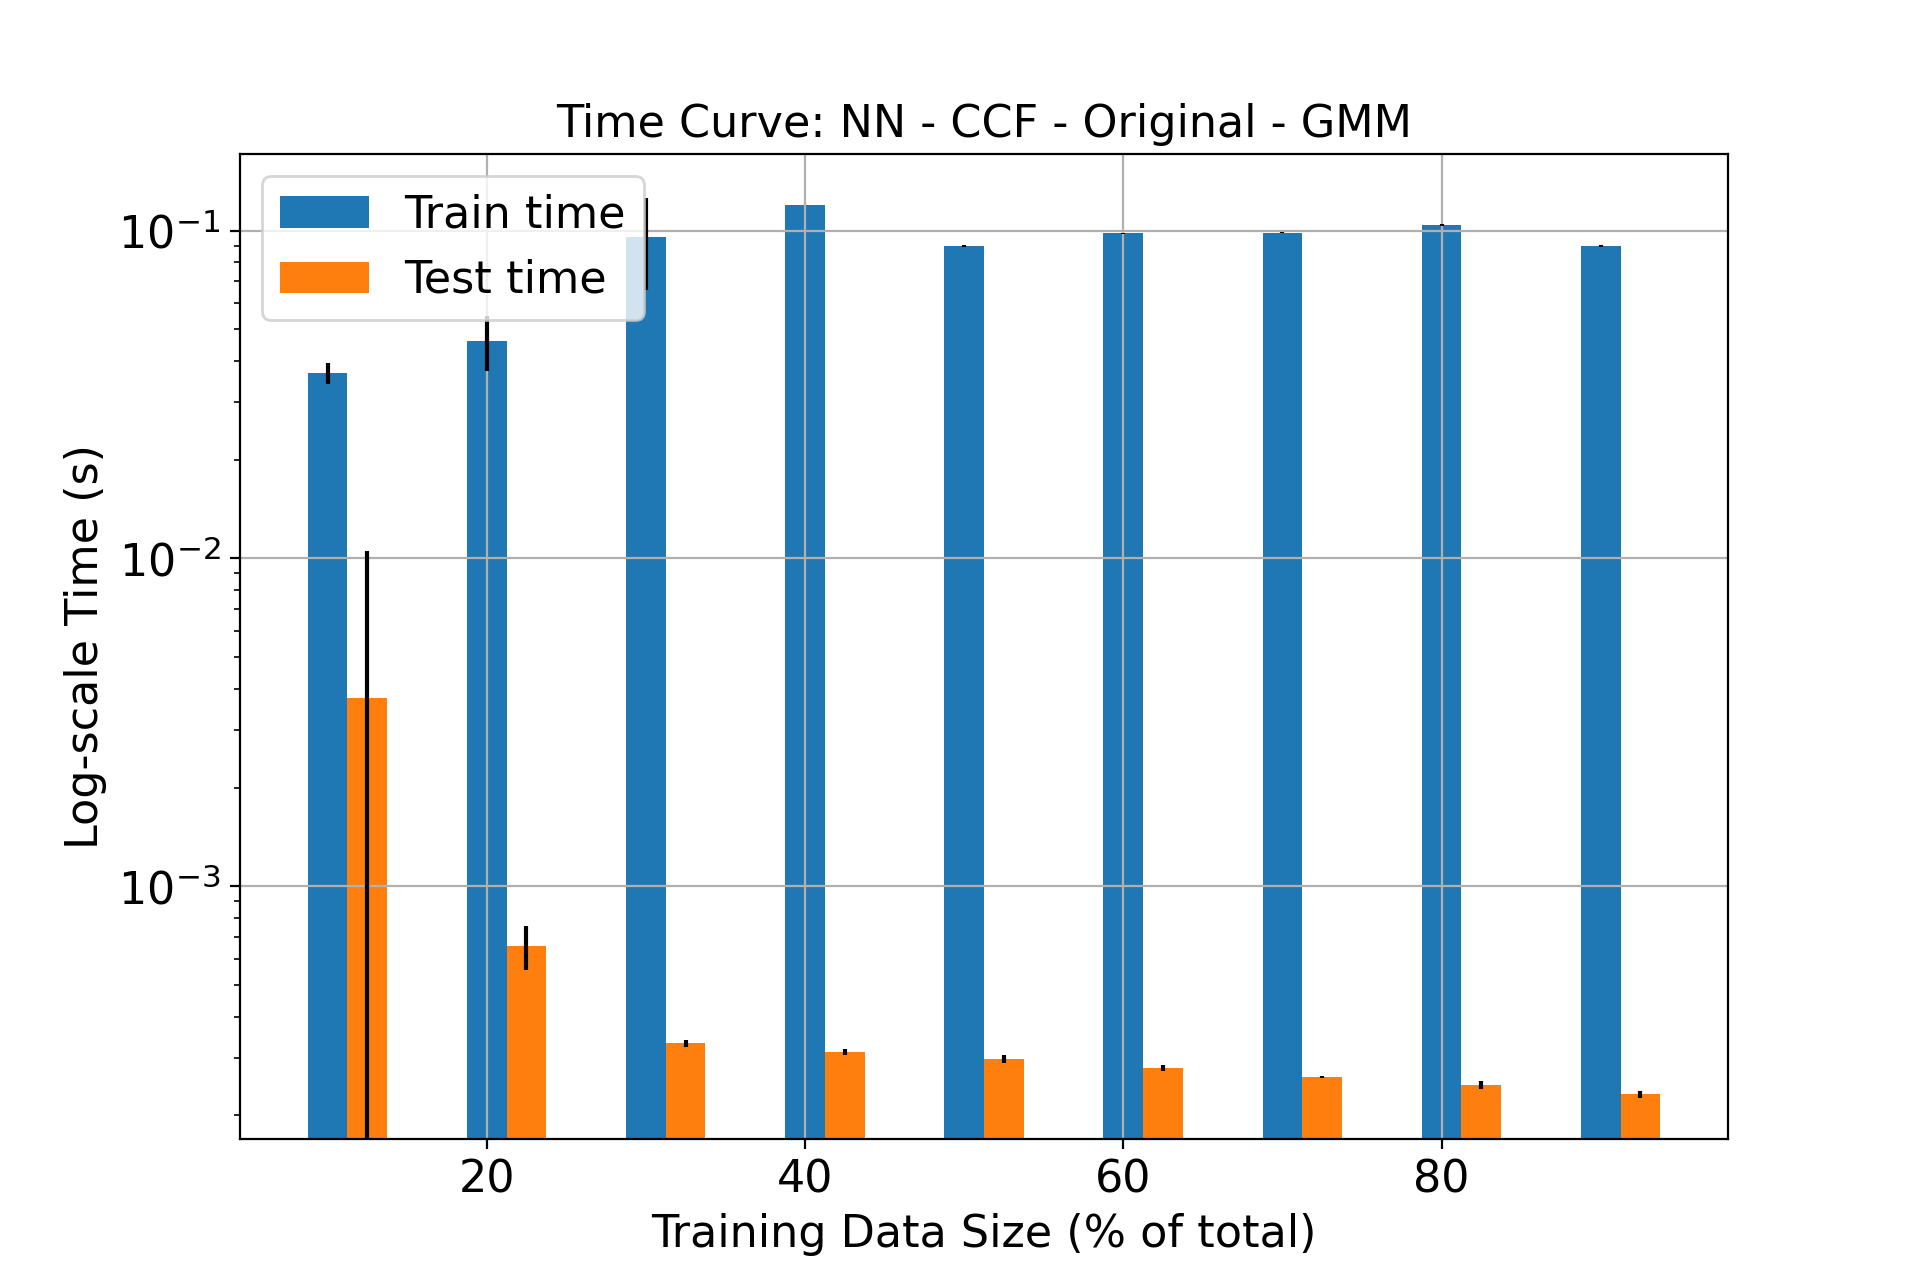 Time Curve: NN - CCF - Original - GMM
Train time
Test time
10⁻¹
10⁻²
10⁻³
Log-scale Time (s)
20 40 60 80
Training Data Size (% of total)